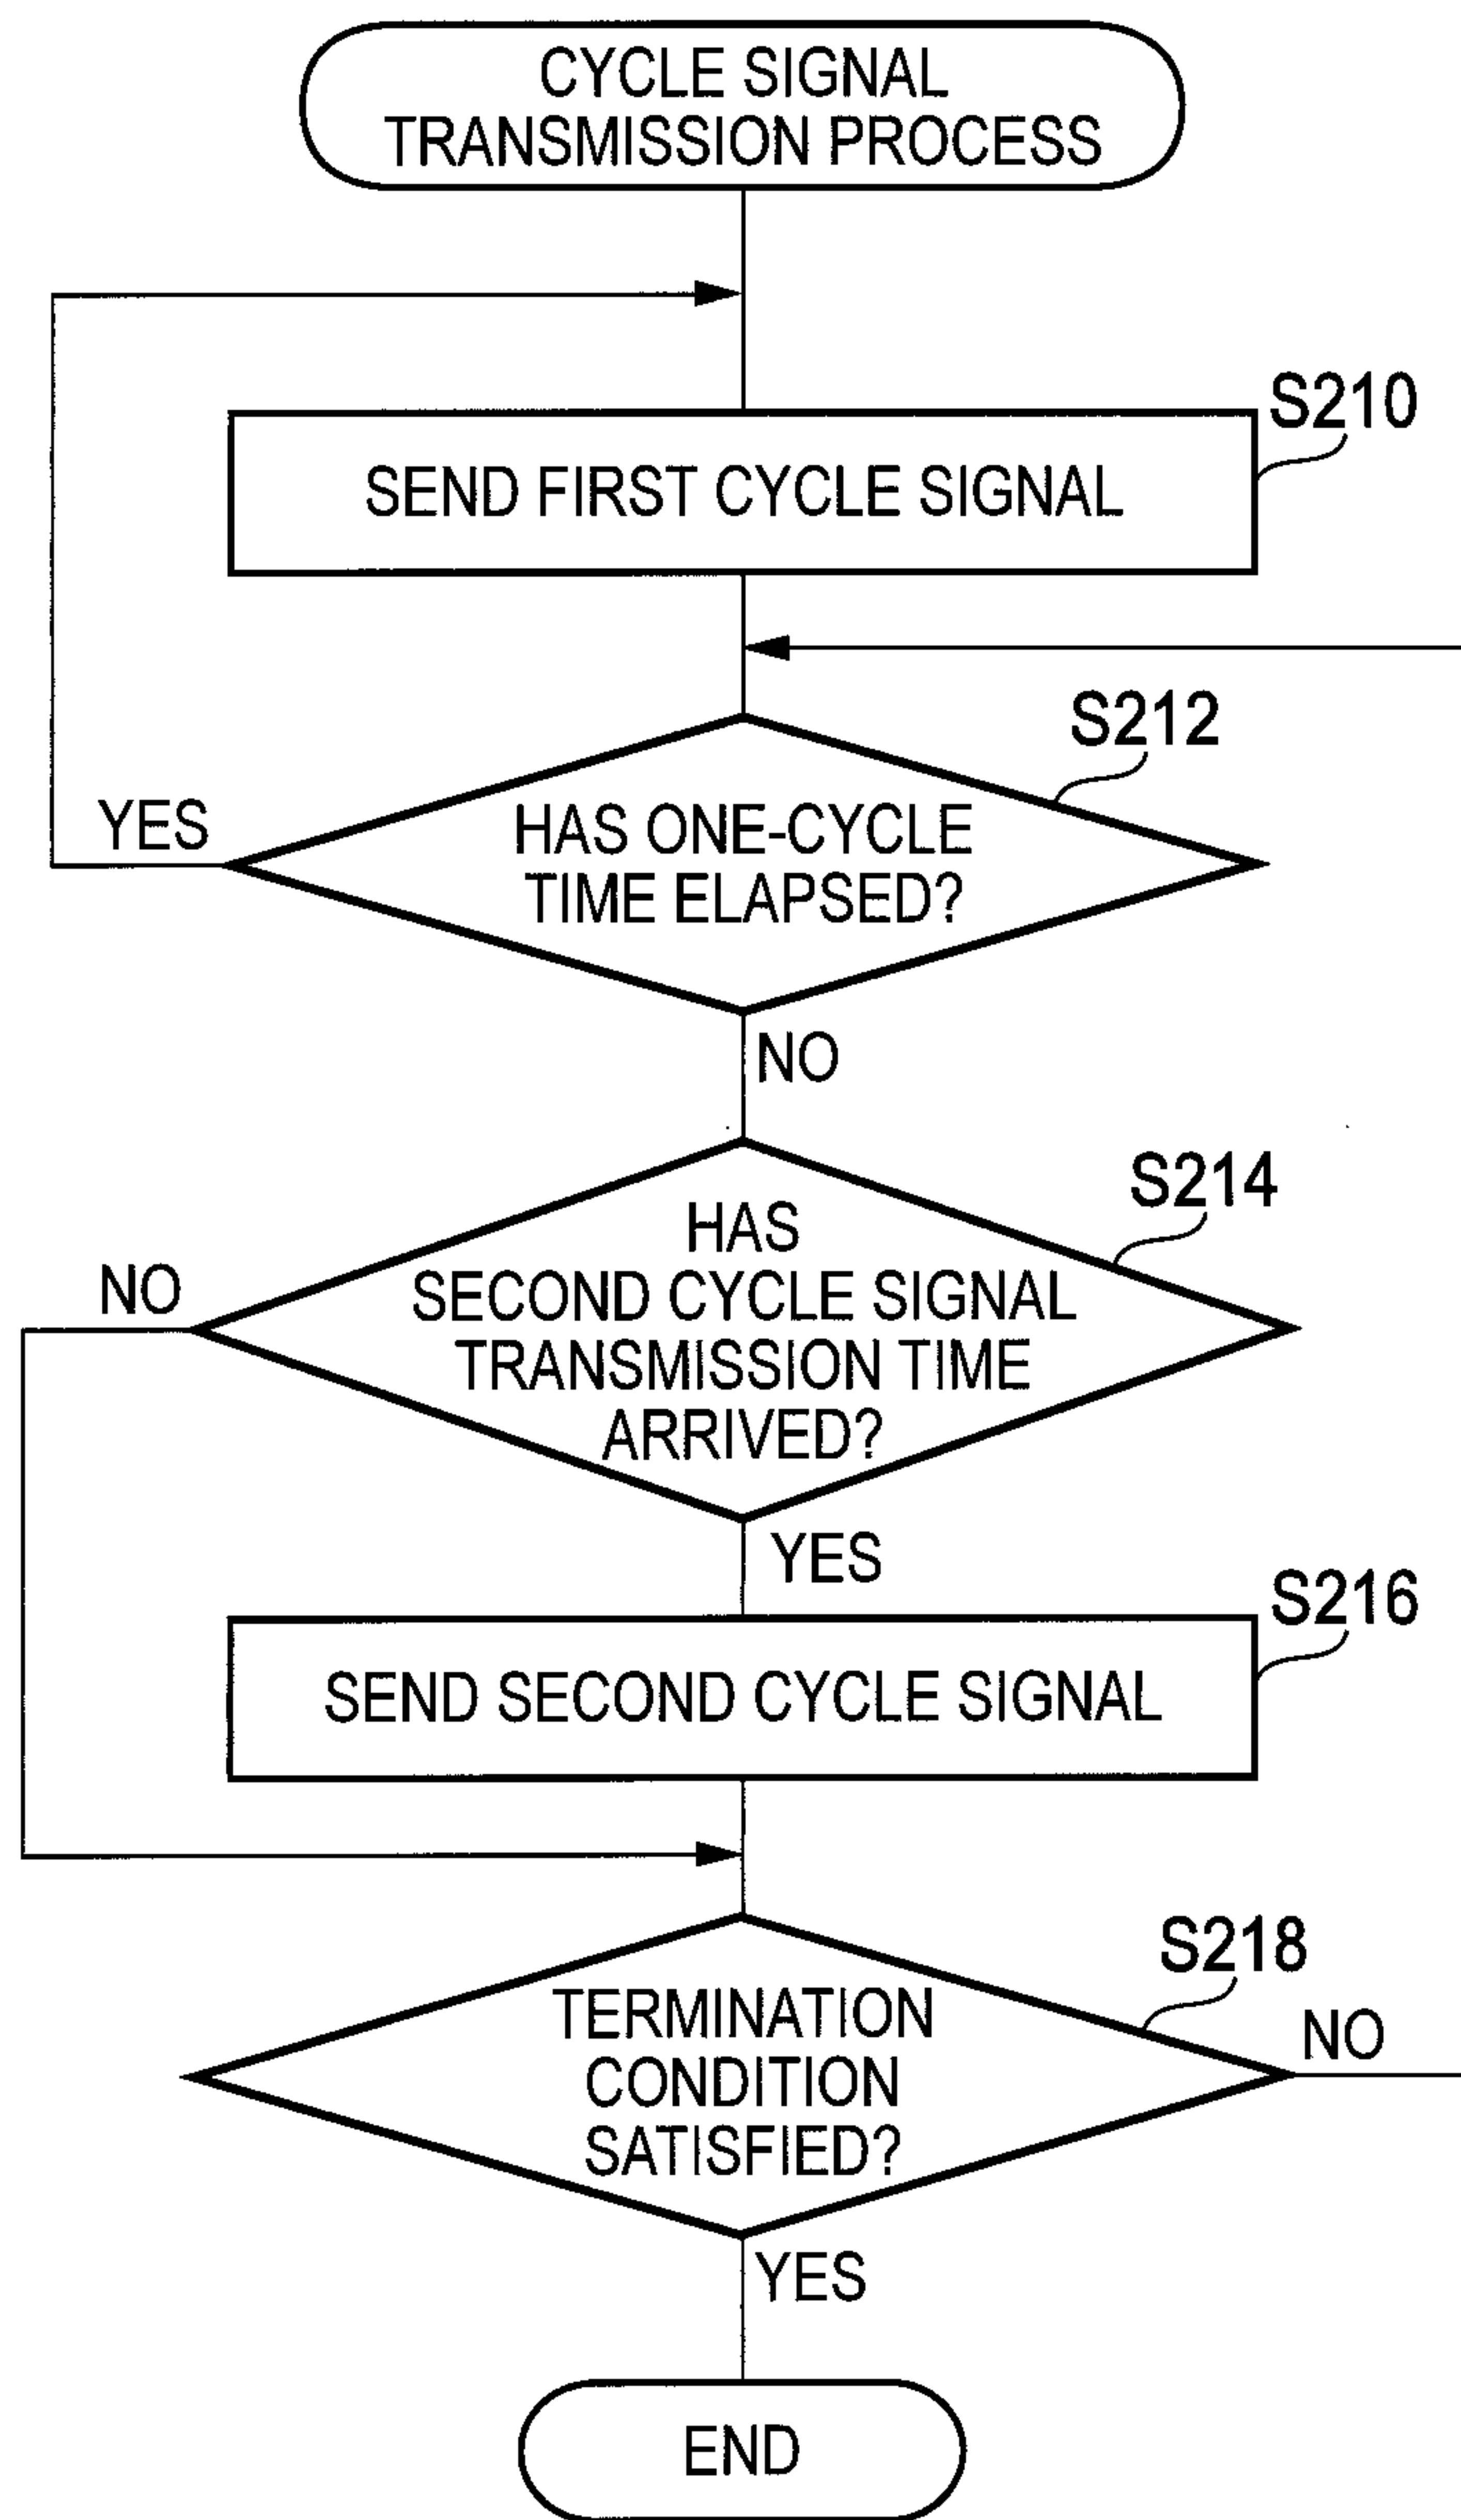 CYCLE SIGNAL
TRANSMISSION PROCESS
S210
SEND FIRST CYCLE SIGNAL
S212
YES
HAS ONE-CYCLE
TIME ELAPSED?
NO
S214
HAS
NO
SECOND CYCLE SIGNAL
TRANSMISSION TIME
ARRIVED?
YES
S216
SEND SECOND CYCLE SIGNAL
S218
TERMINATION
NO
CONDITION
SATISFIED?
YES
END